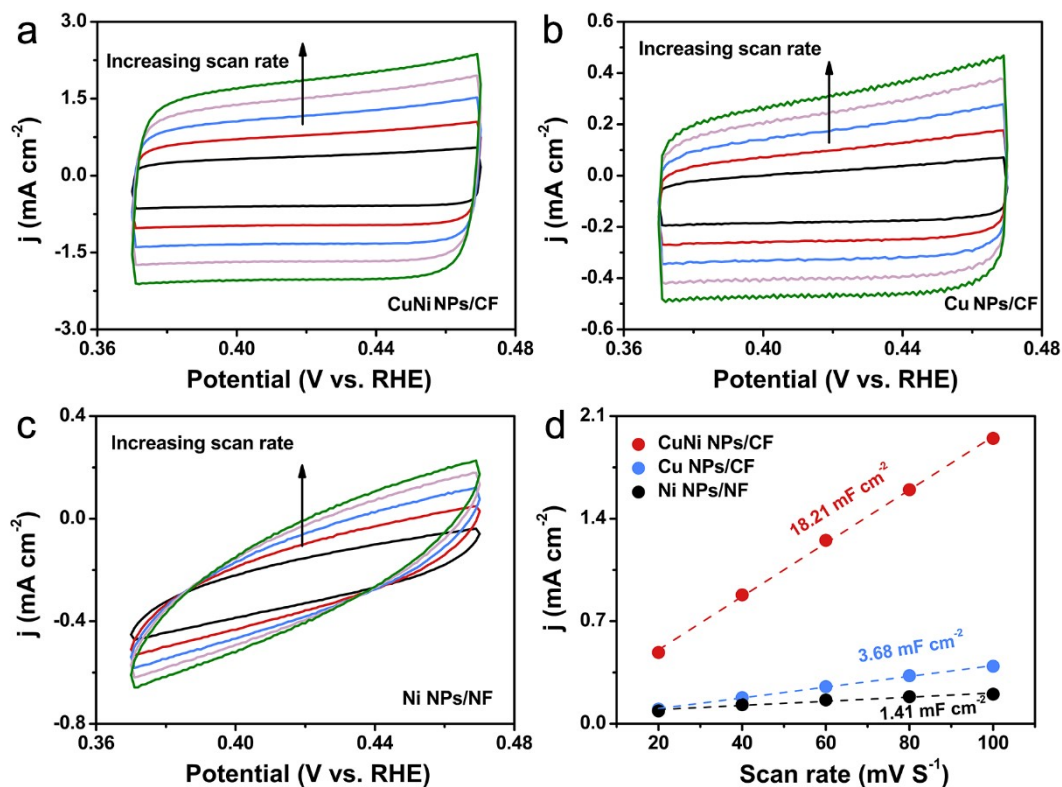 a
3.0
1.5
0.0
-1.5
-3.0
j (mA cm-2)
Increasing scan rate
CuNi NPs/CF
0.36
0.40
0.44
0.48
Potential (V vs. RHE)
b
0.6
0.4
0.2
0.0
-0.2
-0.4
-0.6
j (mA cm-2)
Increasing scan rate
Cu NPs/CF
0.36
0.40
0.44
0.48
Potential (V vs. RHE)
c
0.4
0.0
-0.4
-0.8
j (mA cm-2)
Increasing scan rate
Ni NPs/NF
0.36
0.40
0.44
0.48
Potential (V vs. RHE)
d
2.1
1.4
0.7
0.0
j (mA cm-2)
CuNi NPs/CF
Cu NPs/CF
Ni NPs/NF
18.21 mF cm-2
3.68 mF cm-2
1.41 mF cm-2
20
40
60
80
100
Scan rate (mV S-1)